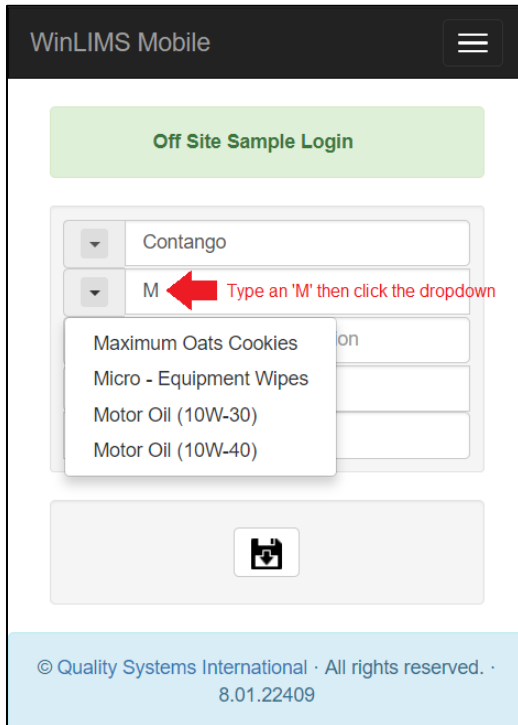 WinLIMS Mobile
Off Site Sample Login
Contango
M
Type an 'M' then click the dropdown
Maximum Oats Cookies
Micro - Equipment Wipes
Motor Oil (10W-30)
Motor Oil (10W-40)
© Quality Systems International · All rights reserved. ·
8.01.22409